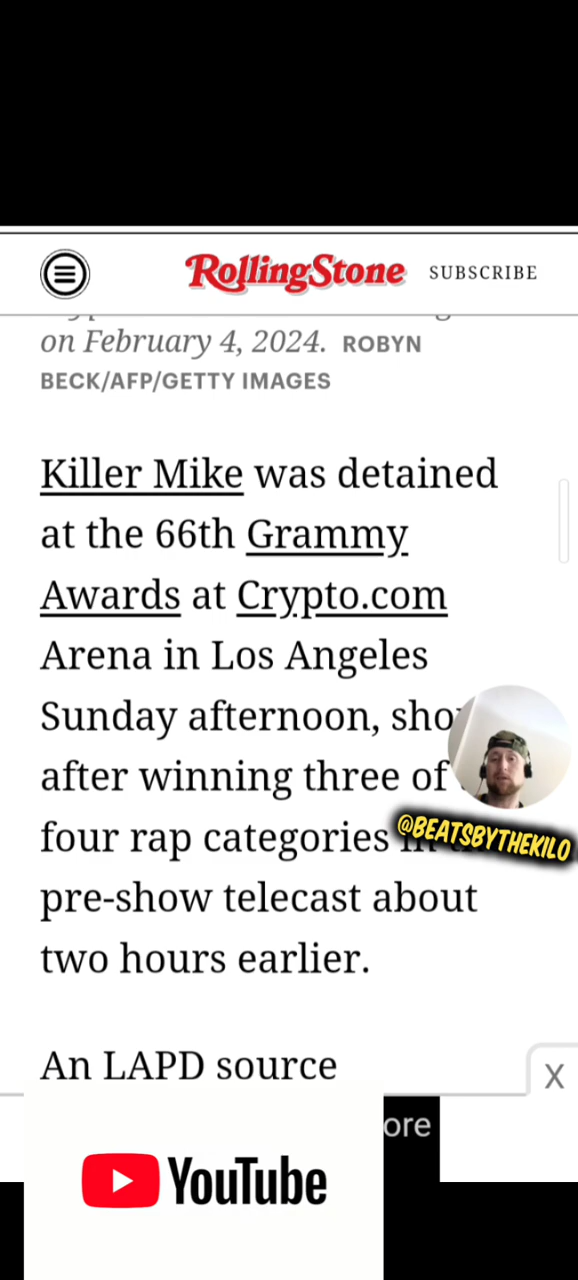 RollingStone SUBSCRIBE
on February 4, 2024. ROBYN
BECK/AFP/GETTY IMAGES
Killer Mike was detained
at the 66th Grammy
Awards at Crypto.com
Arena in Los Angeles
Sunday afternoon,
after winning three of
four rap categories
@BEATSBYTHEKILO
pre-show telecast about
two hours earlier.
An LAPD source
X
ore
YouTube